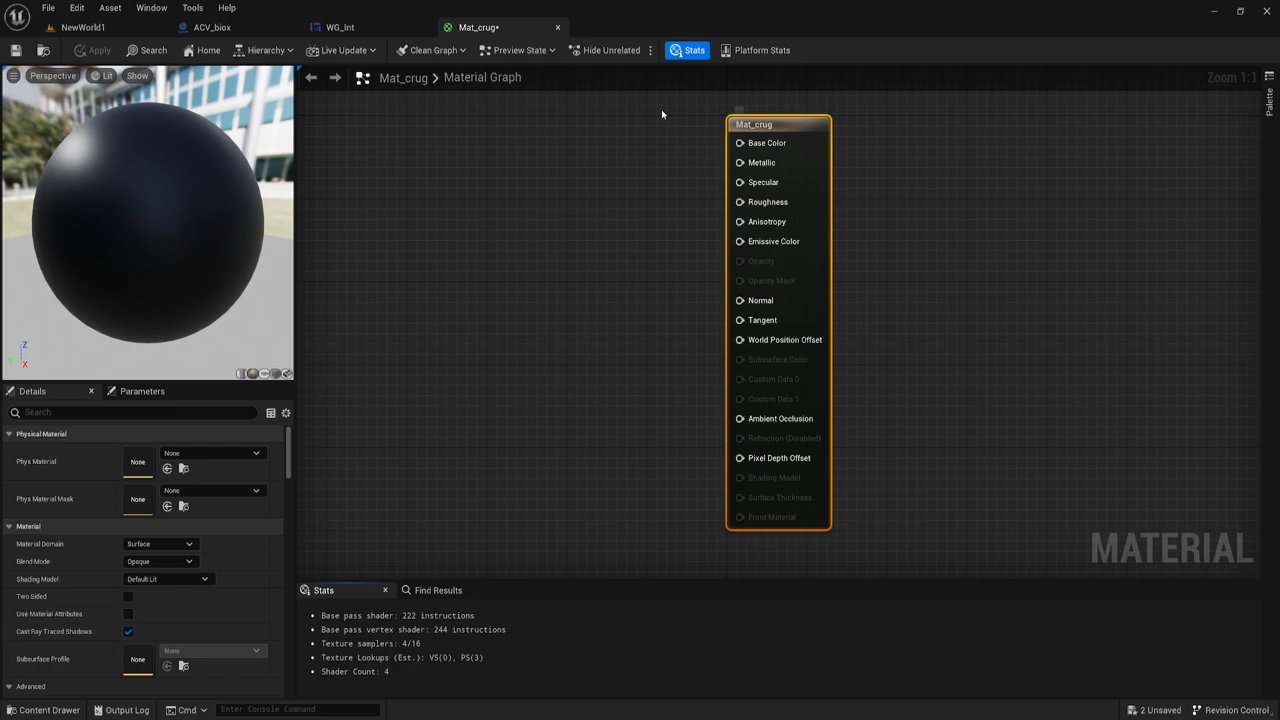 File Edit Asset Window Tools Help
NewWorld1 ACV_biox WG_Int Mat_crug•
Apply Search Home Hierarchy Live Update Clean Graph Preview State Hide Unrelated Stats Platform Stats
Perspective Lit Show
Mat_crug > Material Graph Zoom 1:1
Palette
Mat_crug
Base Color
Metallic
Specular
Roughness
Anisotropy
Emissive Color
Opacity
Opacity Mask
Normal
Tangent
World Position Offset
Subsurface Color
Custom Data 0
Custom Data 1
Ambient Occlusion
Refraction (Disabled)
Pixel Depth Offset
Shading Model
Surface Thickness
Front Material
MATERIAL
Z
X
Details Parameters
Search
Physical Material
Phys Material None None
Phys Material Mask None None
Material
Material Domain Surface
Blend Mode Opaque
Shading Model Default Lit
Two Sided
Use Material Attributes
Cast Ray Traced Shadows
Subsurface Profile None None
Advanced
Stats Find Results
• Base pass shader: 222 instructions
• Base pass vertex shader: 244 instructions
• Texture samplers: 4/16
• Texture Lookups (Est.): VS(0), PS(3)
• Shader Count: 4
Content Drawer Output Log Cmd Enter Console Command 2 Unsaved Revision Control